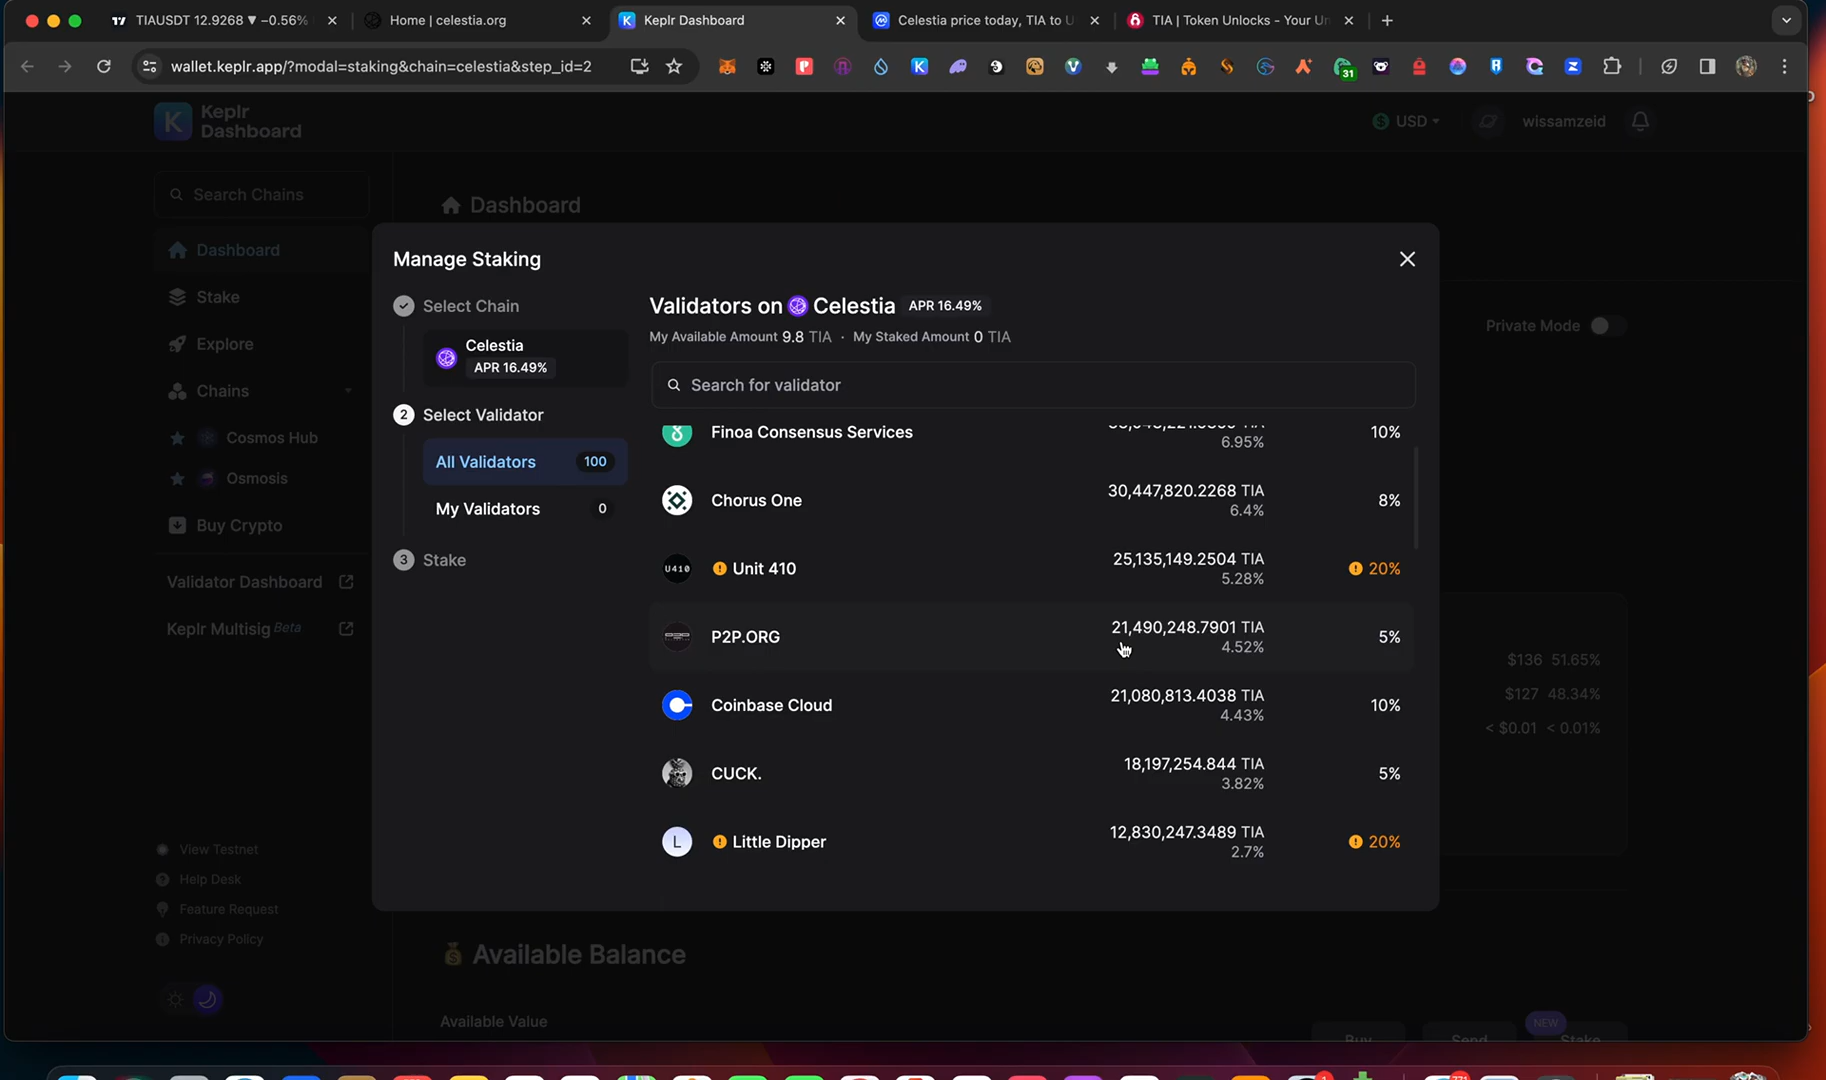 TIAUSDT 12.9268 ▼ −0.56%
Home | celestia.org
Keplr Dashboard
Celestia price today, TIA to U
TIA | Token Unlocks - Your Un
wallet.keplr.app/?modal=staking&chain=celestia&step_id=2
31
Keplr
Dashboard
USD
wissamzeid
Search Chains
Dashboard
Dashboard
Stake
Explore
Chains
Cosmos Hub
Osmosis
Buy Crypto
Validator Dashboard
Keplr Multisig Beta
View Testnet
Help Desk
Feature Request
Privacy Policy
Private Mode
Manage Staking
Select Chain
Celestia
APR 16.49%
2 Select Validator
All Validators 100
My Validators 0
3 Stake
Validators on Celestia APR 16.49%
My Available Amount 9.8 TIA · My Staked Amount 0 TIA
Search for validator
Finoa Consensus Services 10%
6.95%
Chorus One 30,447,820.2268 TIA 8%
6.4%
U410 Unit 410 25,135,149.2504 TIA 20%
5.28%
P2P.ORG 21,490,248.7901 TIA 5%
4.52%
Coinbase Cloud 21,080,813.4038 TIA 10%
4.43%
CUCK. 18,197,254.844 TIA 5%
3.82%
L Little Dipper 12,830,247.3489 TIA 20%
2.7%
$136 51.65%
$127 48.34%
< $0.01 < 0.01%
Available Balance
Available Value
NEW
Buy Send Stake